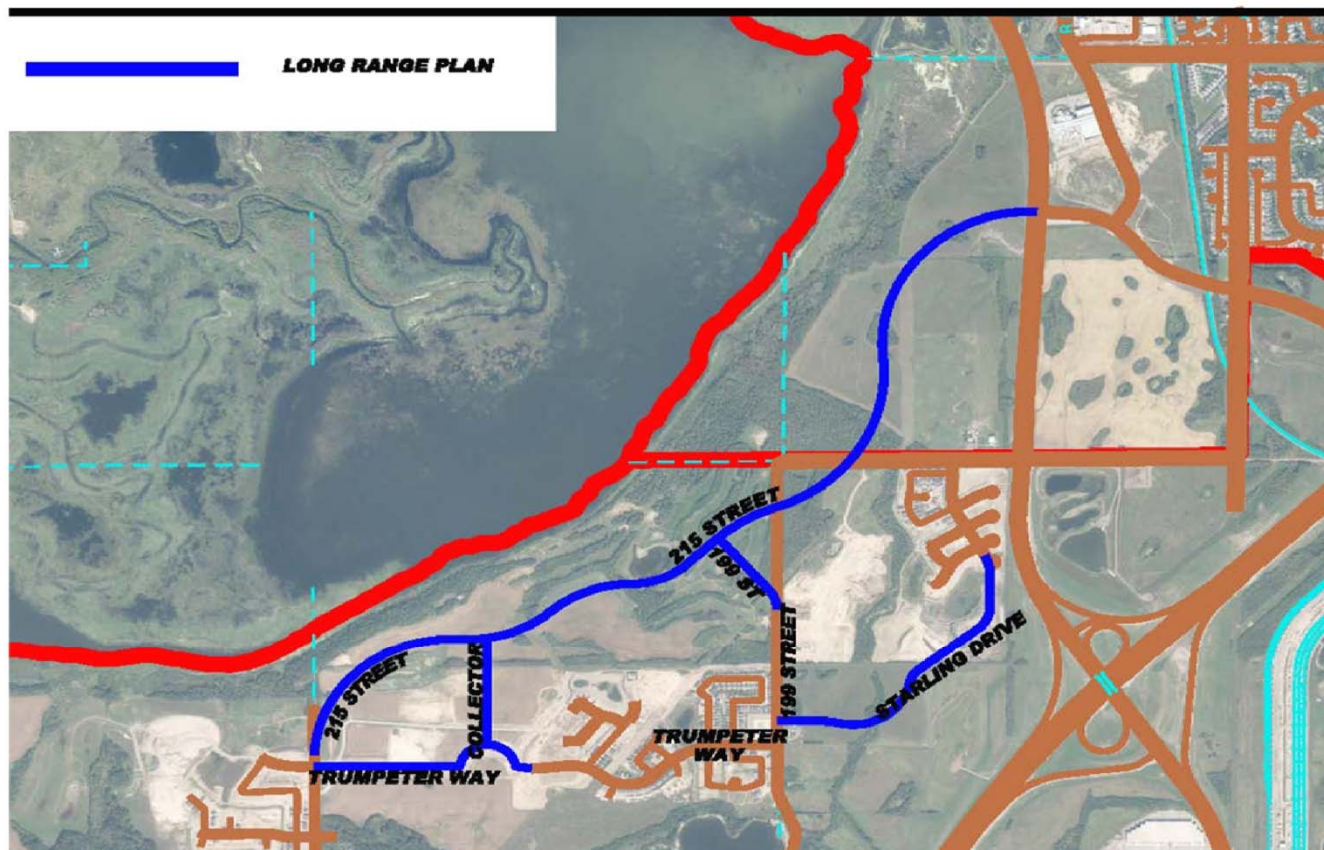 LONG RANGE PLAN
215 STREET
199 ST
199 STREET
STARLING DRIVE
215 STREET
COLLECTOR
TRUMPETER
WAY
TRUMPETER WAY